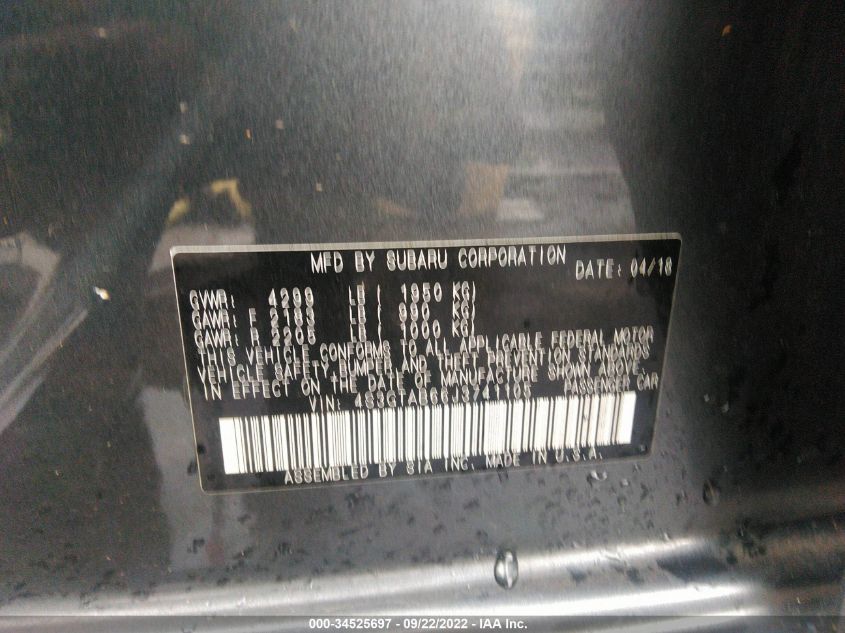 MFD BY SUBARU CORPORATION DATE: 04/18
GVWR: 4299 LB ( 1950 KG)
GAWR: F 2183 LB ( 990 KG)
GAWR: R 2205 LB ( 1000 KG)
THIS VEHICLE CONFORMS TO ALL APPLICABLE FEDERAL MOTOR
VEHICLE SAFETY, BUMPER, AND THEFT PREVENTION STANDARDS
IN EFFECT ON THE DATE OF MANUFACTURE SHOWN ABOVE.
VIN: 4S3GTAB66J3741105 PASSENGER CAR
ASSEMBLED BY SIA INC. MADE IN U.S.A.
000-34525697 - 09/22/2022 - IAA Inc.